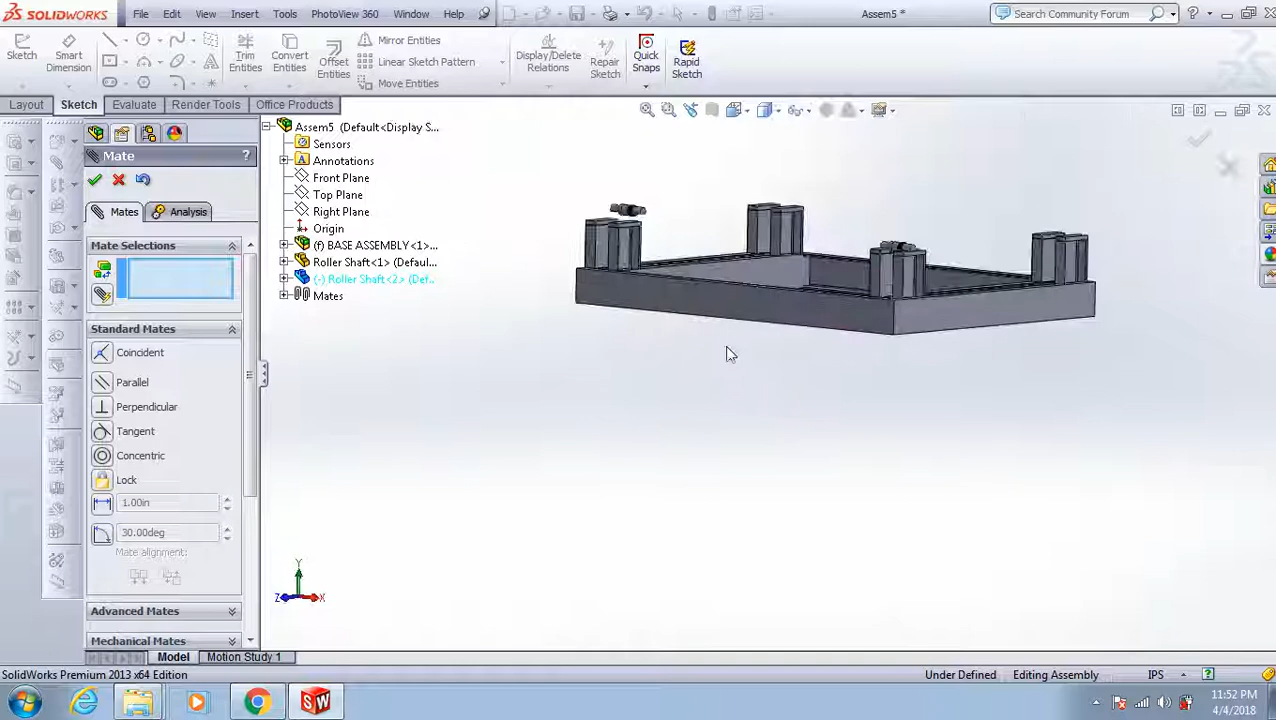 SOLIDWORKS File Edit View Insert Tools PhotoView 360 Window Help Assem5 * Search Community Forum ?
Sketch Smart Dimension Trim Entities Convert Entities Offset Entities Mirror Entities Linear Sketch Pattern Move Entities Display/Delete Relations Repair Sketch Quick Snaps Rapid Sketch
Layout Sketch Evaluate Render Tools Office Products
Mate ?
Mates Analysis
Mate Selections
Standard Mates
Coincident
Parallel
Perpendicular
Tangent
Concentric
Lock
1.00in
30.00deg
Mate alignment:
Advanced Mates
Mechanical Mates
Assem5 (Default<Display S...
Sensors
Annotations
Front Plane
Top Plane
Right Plane
Origin
(f) BASE ASSEMBLY<1>...
Roller Shaft<1> (Defaul...
(-) Roller Shaft<2> (Def...
Mates
Y
Z X
Model Motion Study 1
SolidWorks Premium 2013 x64 Edition Under Defined Editing Assembly IPS ?
11:52 PM
4/4/2018